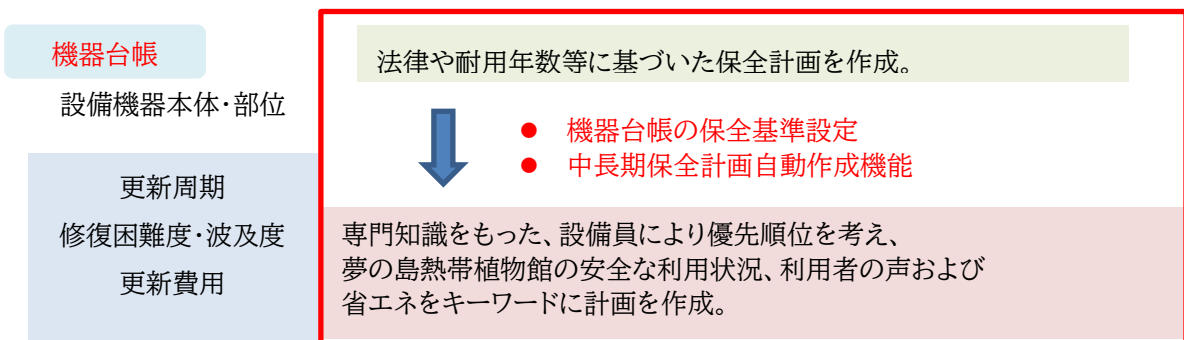 機器台帳
設備機器本体・部位
更新周期
修復困難度・波及度
更新費用
法律や耐用年数等に基づいた保全計画を作成。
● 機器台帳の保全基準設定
● 中長期保全計画自動作成機能
専門知識をもった、設備員により優先順位を考え、
夢の島熱帯植物館の安全な利用状況、利用者の声および
省エネをキーワードに計画を作成。